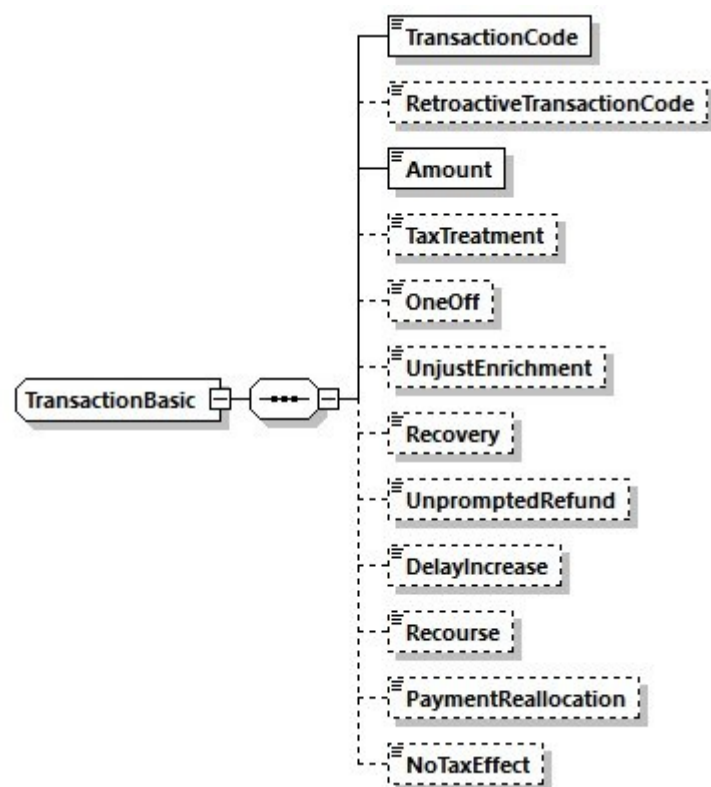 TransactionCode
RetroactiveTransactionCode
Amount
TaxTreatment
OneOff
UnjustEnrichment
TransactionBasic
Recovery
UnpromptedRefund
DelayIncrease
Recourse
PaymentReallocation
NoTaxEffect